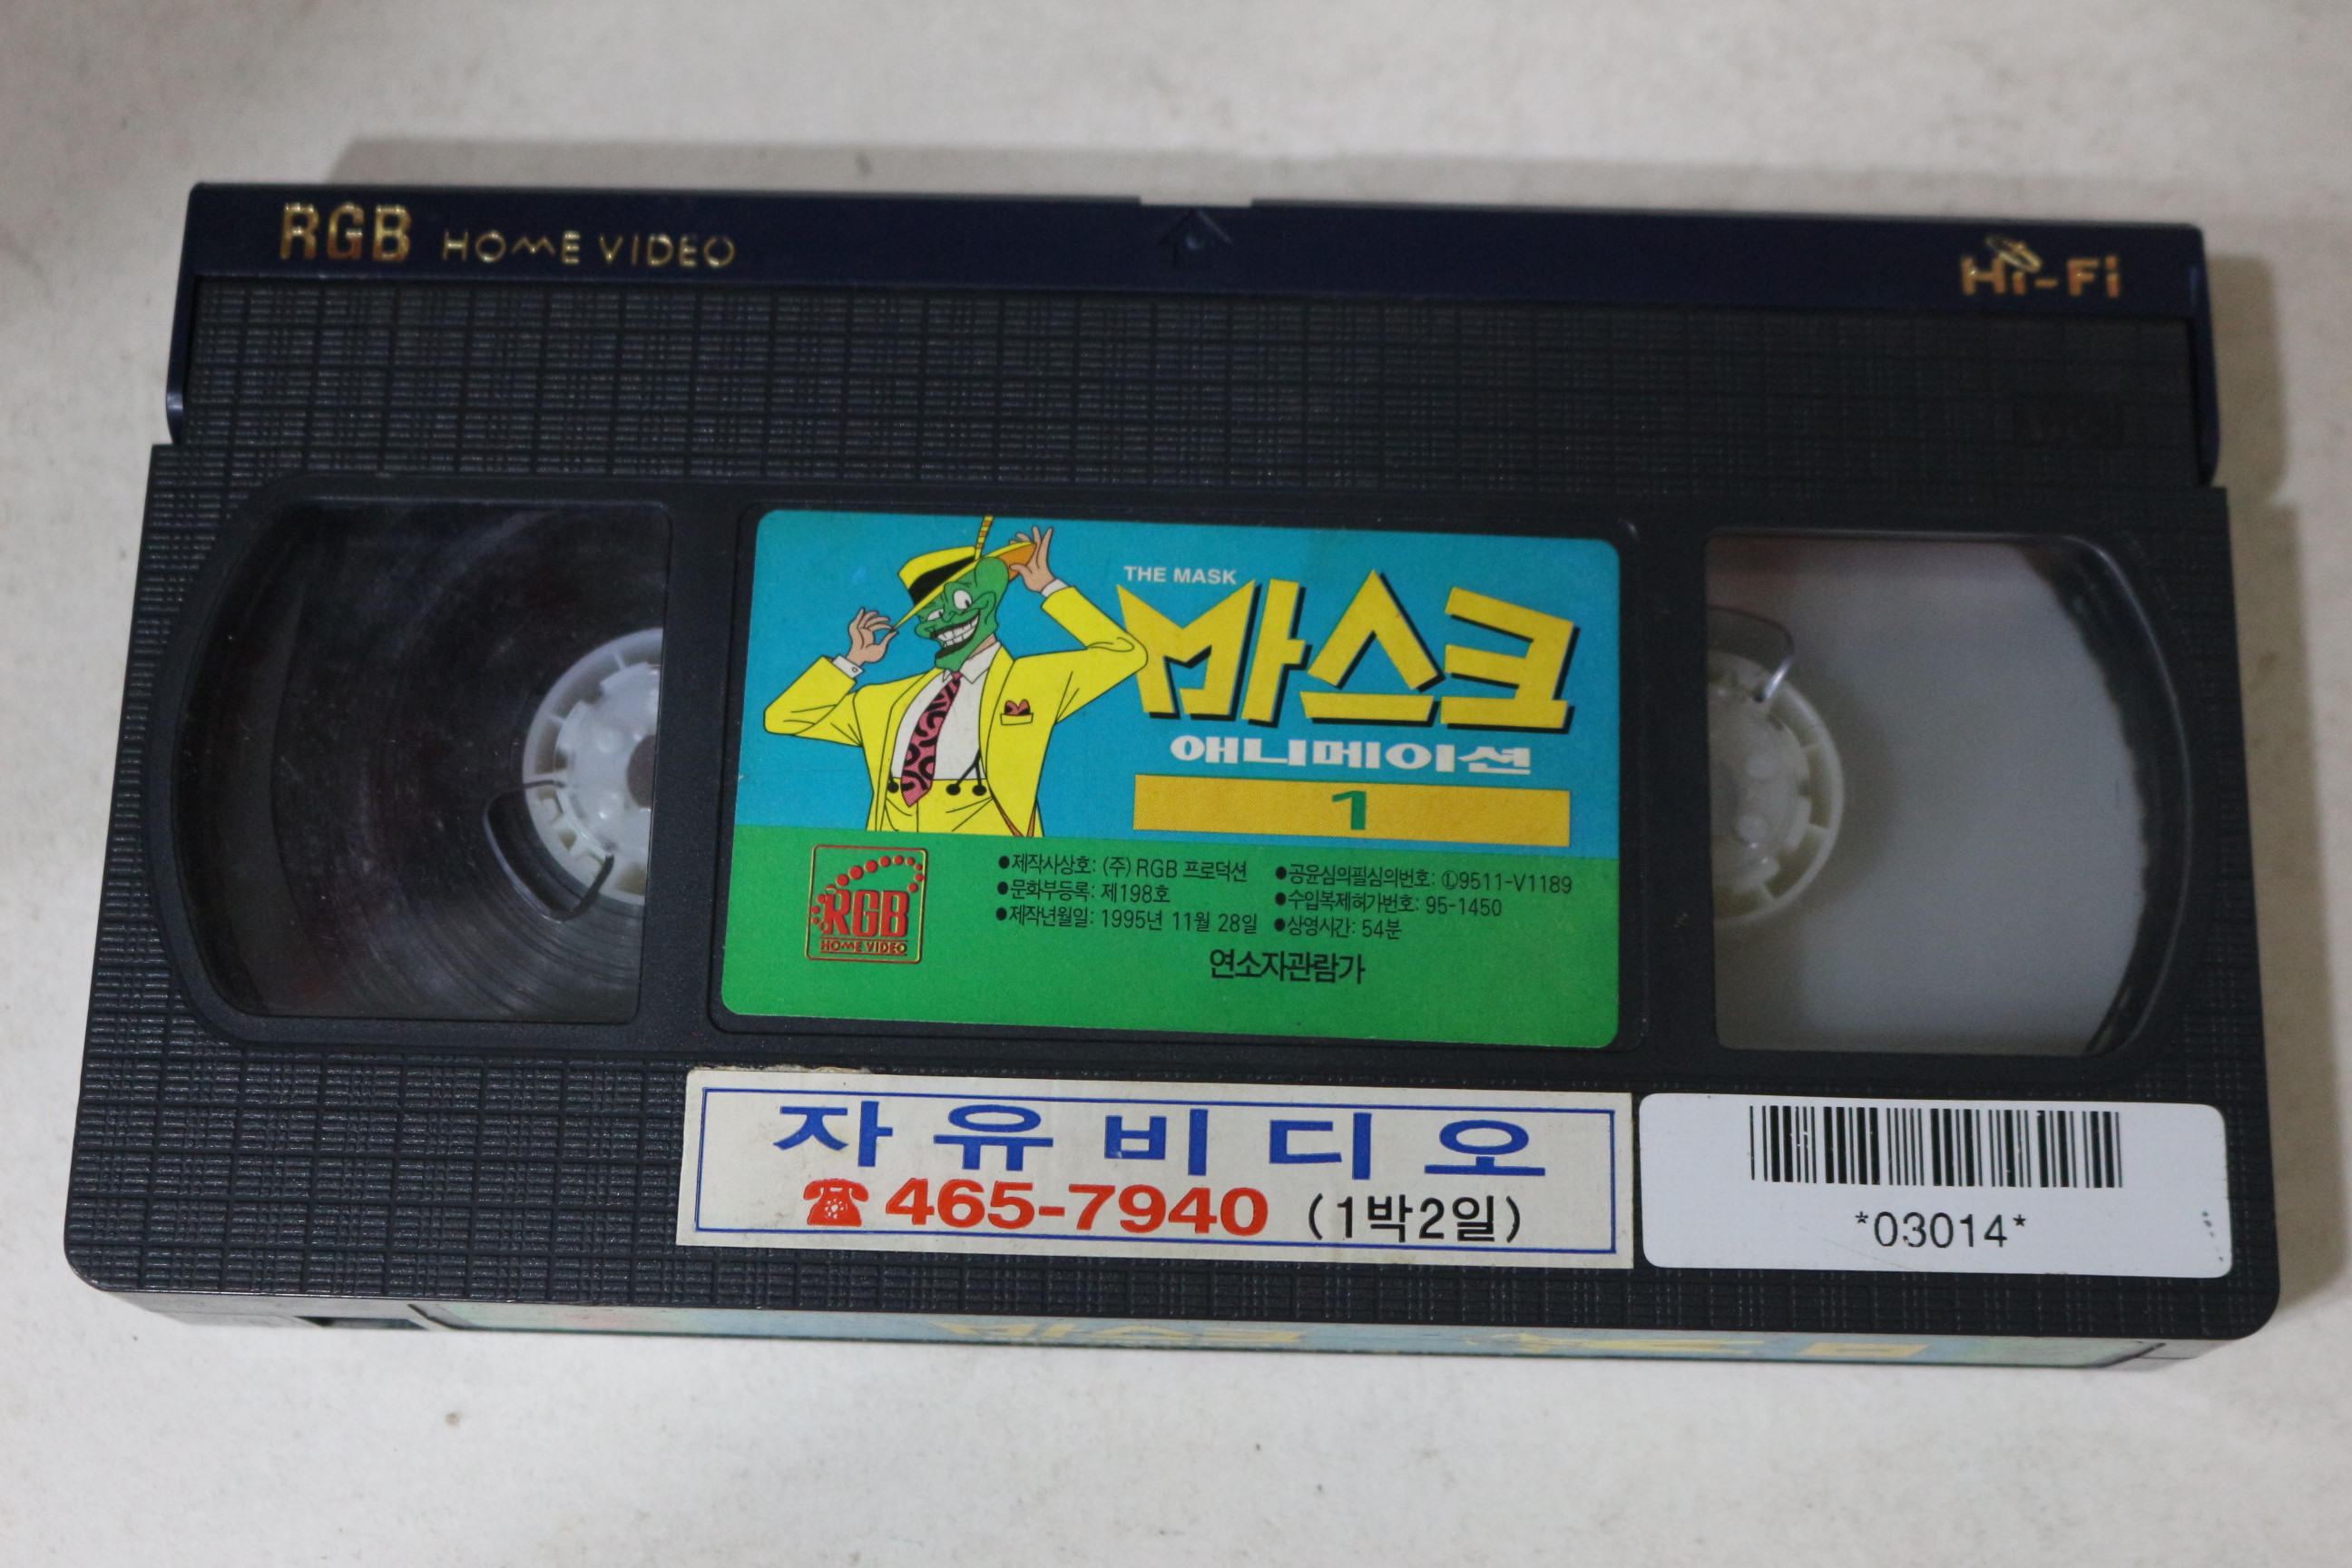 RGB HOME VIDEO
Hi-Fi
THE MASK
마스크
애니메이션
1
RGB
HOME VIDEO
●제작사상호: (주) RGB 프로덕션
●문화부등록: 제198호
●제작년월일: 1995년 11월 28일
●공윤심의필심의번호: Ⓛ9511-V1189
●수입복제허가번호: 95-1450
●상영시간: 54분
연소자관람가
자유비디오
☎465-7940 (1박2일)
*03014*
마스크